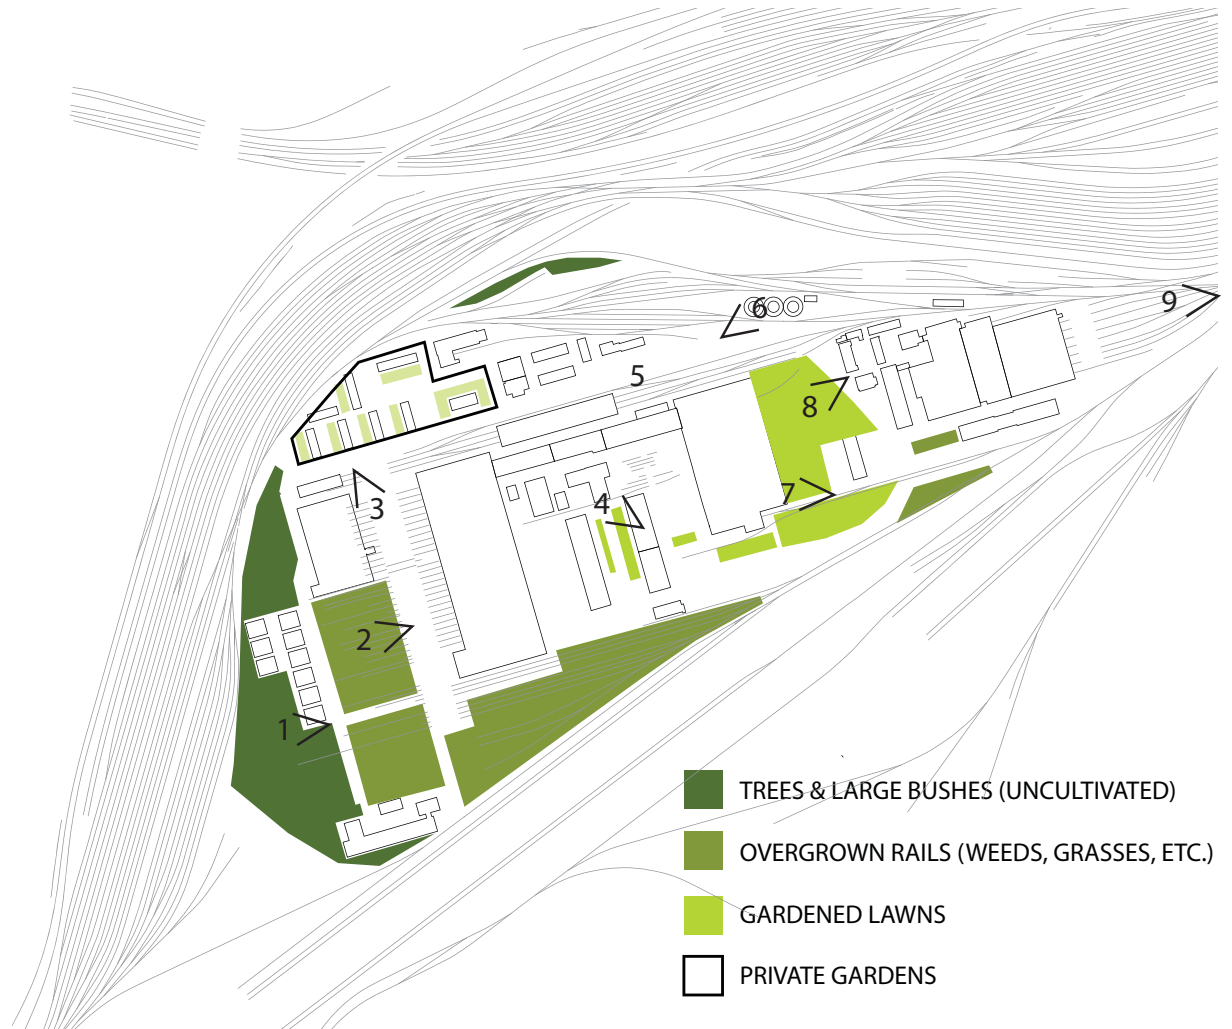 9
6
5
8
7
4
3
2
1
TREES & LARGE BUSHES (UNCULTIVATED)
OVERGROWN RAILS (WEEDS, GRASSES, ETC.)
GARDENED LAWNS
PRIVATE GARDENS